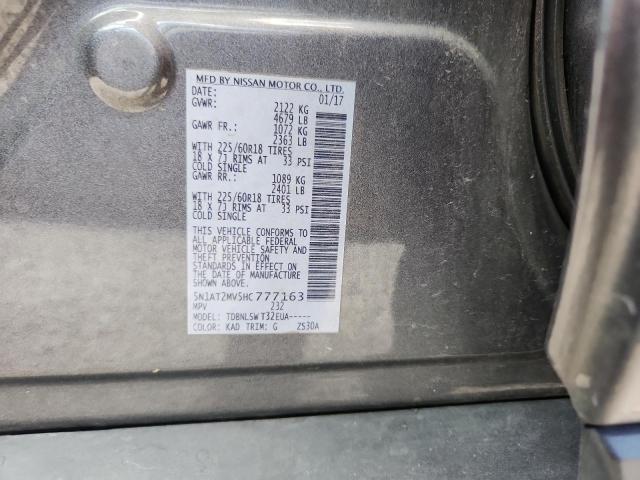 MFD BY NISSAN MOTOR CO., LTD.
DATE: 01/17
GVWR: 2122 KG
4679 LB
GAWR FR.: 1072 KG
2363 LB
WITH 225/60R18 TIRES
18 X 7J RIMS AT 33 PSI
COLD SINGLE
GAWR RR.: 1089 KG
2401 LB
WITH 225/60R18 TIRES
18 X 7J RIMS AT 33 PSI
COLD SINGLE
THIS VEHICLE CONFORMS TO
ALL APPLICABLE FEDERAL
MOTOR VEHICLE SAFETY AND
THEFT PREVENTION
STANDARDS IN EFFECT ON THE
DATE OF MANUFACTURE
SHOWN ABOVE.
5N1AT2MV5HC777163
MPV 232
MODEL: TDBNLSWT32EUA-----
COLOR: KAD TRIM: G ZS30A